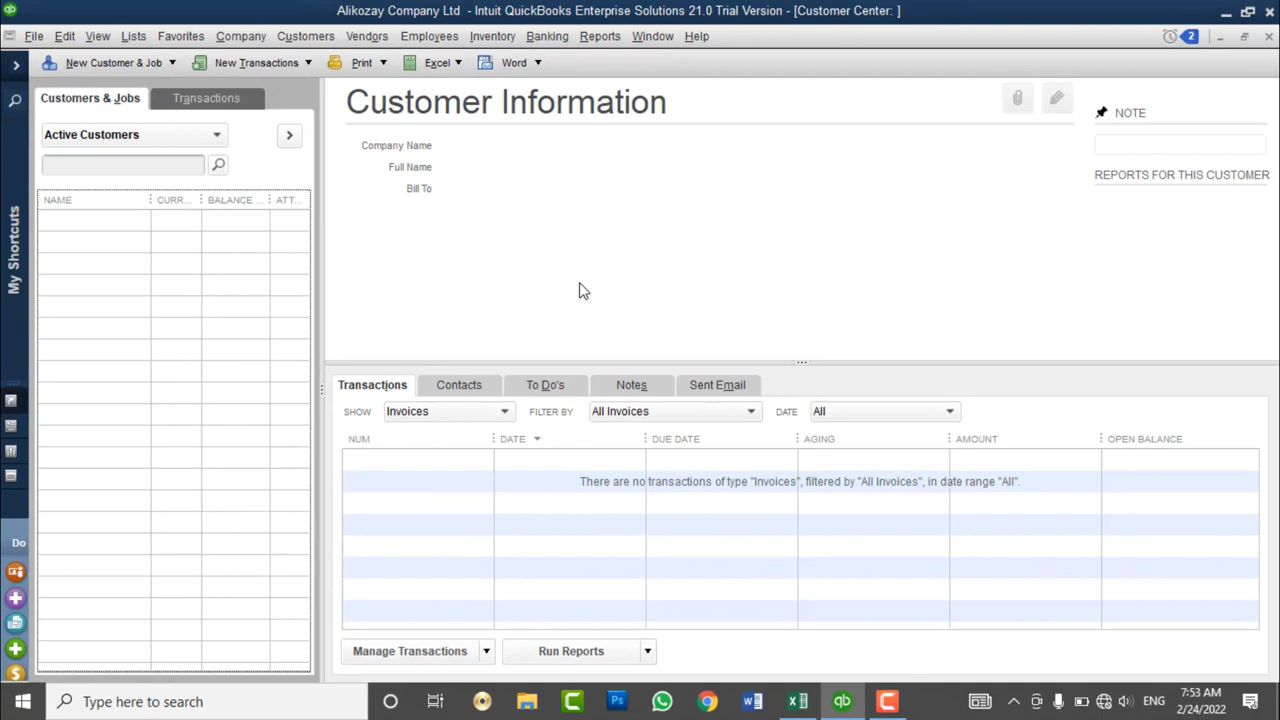 Alikozay Company Ltd - Intuit QuickBooks Enterprise Solutions 21.0 Trial Version - [Customer Center: ]
File Edit View Lists Favorites Company Customers Vendors Employees Inventory Banking Reports Window Help 2
New Customer & Job New Transactions Print Excel Word
Customers & Jobs Transactions
Active Customers
NAME CURR... BALANCE ... ATT...
Customer Information
Company Name
Full Name
Bill To
NOTE
REPORTS FOR THIS CUSTOMER
My Shortcuts
Do
Transactions Contacts To Do's Notes Sent Email
SHOW Invoices FILTER BY All Invoices DATE All
NUM DATE DUE DATE AGING AMOUNT OPEN BALANCE
There are no transactions of type "Invoices", filtered by "All Invoices", in date range "All".
Manage Transactions Run Reports
Type here to search
ENG
7:53 AM
2/24/2022